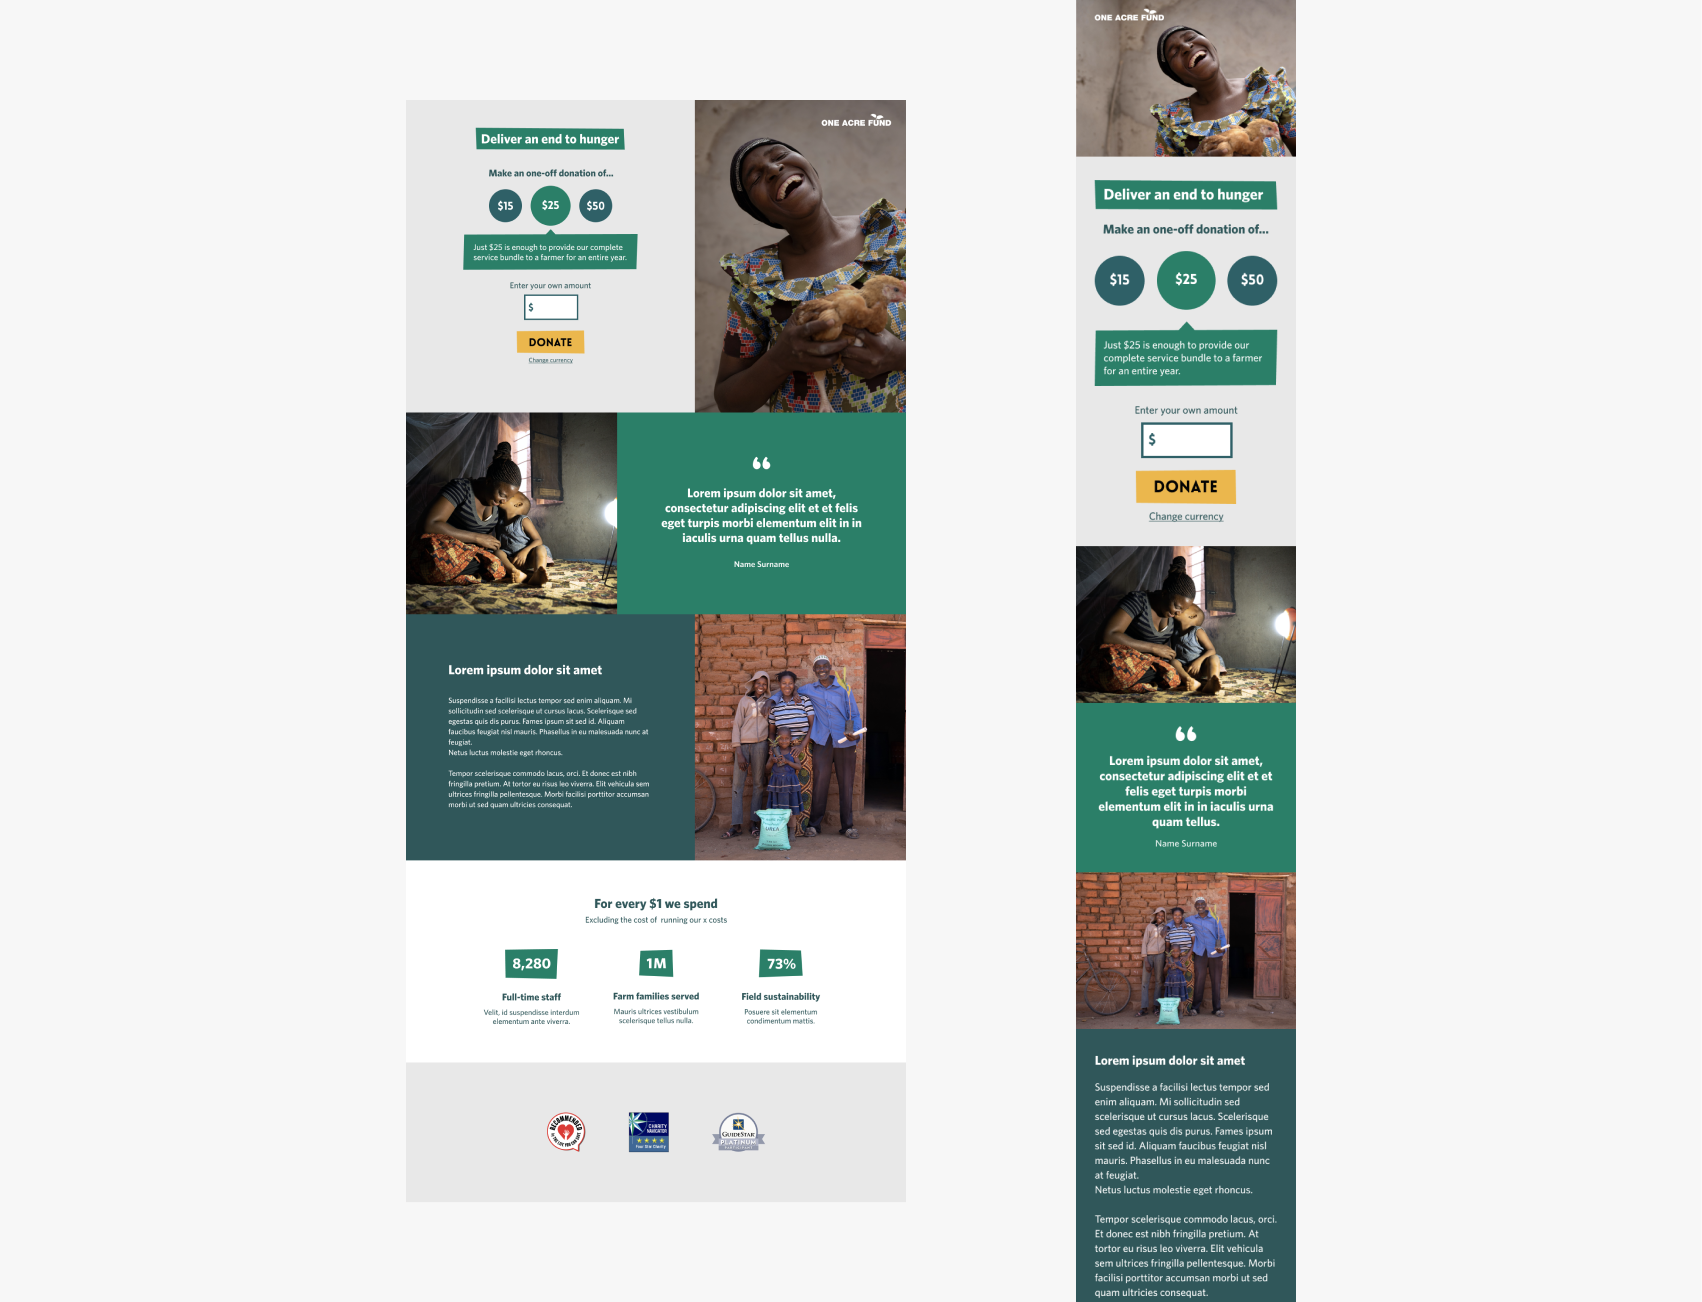 ONE ACRE FUND
Deliver an end to hunger
Make an one-off donation of...
$15
$25
$50
Just $25 is enough to provide our complete
service bundle to a farmer for an entire year.
Enter your own amount
$
DONATE
Change currency
“
Lorem ipsum dolor sit amet,
consectetur adipiscing elit et et felis
eget turpis morbi elementum elit in in
iaculis urna quam tellus nulla.
Name Surname
Lorem ipsum dolor sit amet
Suspendisse a facilisi lectus tempor sed enim aliquam. Mi
sollicitudin sed scelerisque ut cursus lacus. Scelerisque sed
egestas quis dis purus. Fames ipsum sit sed id. Aliquam
faucibus feugiat nisl mauris. Phasellus in eu malesuada nunc at
feugiat.
Netus luctus molestie eget rhoncus.
Tempor scelerisque commodo lacus, orci. Et donec est nibh
fringilla pretium. At tortor eu risus leo viverra. Elit vehicula sem
ultrices fringilla pellentesque. Morbi facilisi porttitor accumsan
morbi ut sed quam ultricies consequat.
UREA
For every $1 we spend
Excluding the cost of running our x costs
8,280
1M
73%
Full-time staff
Farm families served
Field sustainability
Velit, id suspendisse interdum
elementum ante viverra.
Mauris ultrices vestibulum
scelerisque tellus nulla.
Posuere sit elementum
condimentum mattis.
RECOMMENDED
CHARITY
NAVIGATOR
Four Star Charity
GUIDESTAR
PLATINUM
ONE ACRE FUND
Deliver an end to hunger
Make an one-off donation of...
$15
$25
$50
Just $25 is enough to provide our
complete service bundle to a farmer
for an entire year.
Enter your own amount
$
DONATE
Change currency
“
Lorem ipsum dolor sit amet,
consectetur adipiscing elit et et
felis eget turpis morbi
elementum elit in in iaculis urna
quam tellus.
Name Surname
Lorem ipsum dolor sit amet
Suspendisse a facilisi lectus tempor sed
enim aliquam. Mi sollicitudin sed
scelerisque ut cursus lacus. Scelerisque
sed egestas quis dis purus. Fames ipsum
sit sed id. Aliquam faucibus feugiat nisl
mauris. Phasellus in eu malesuada nunc
at feugiat.
Netus luctus molestie eget rhoncus.
Tempor scelerisque commodo lacus, orci.
Et donec est nibh fringilla pretium. At
tortor eu risus leo viverra. Elit vehicula
sem ultrices fringilla pellentesque. Morbi
facilisi porttitor accumsan morbi ut sed
quam ultricies consequat.